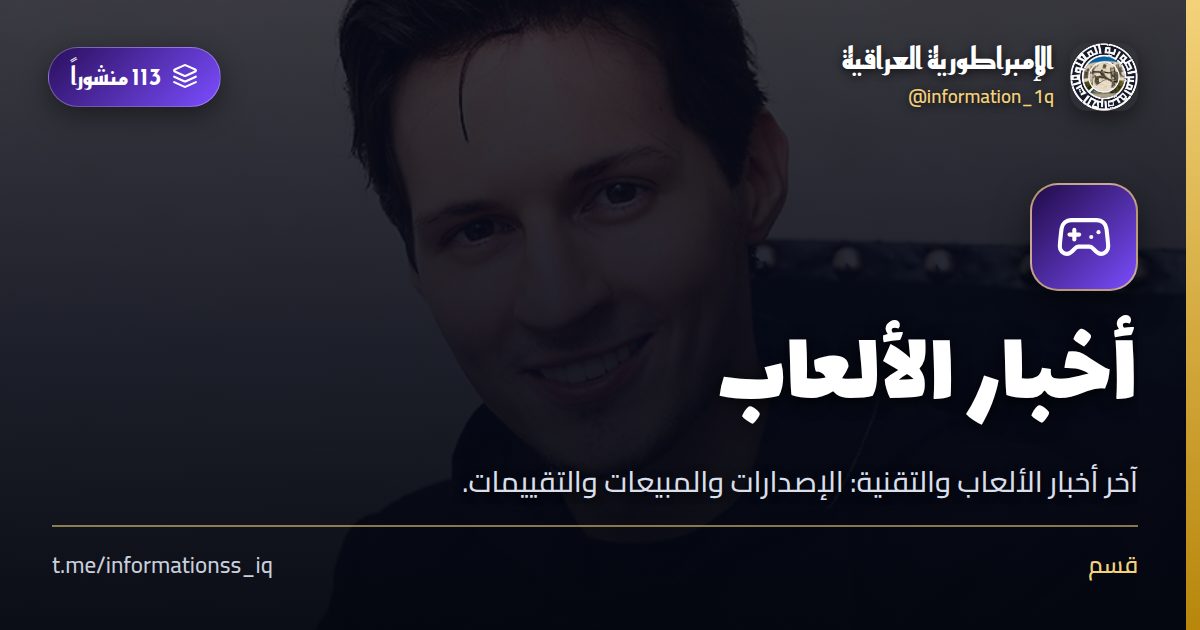 الإمبراطورية العراقية
@information_1q
113 منشوراً
أخبار الألعاب
آخر أخبار الألعاب والتقنية: الإصدارات والمبيعات والتقييمات.
قسم
t.me/informationss_iq